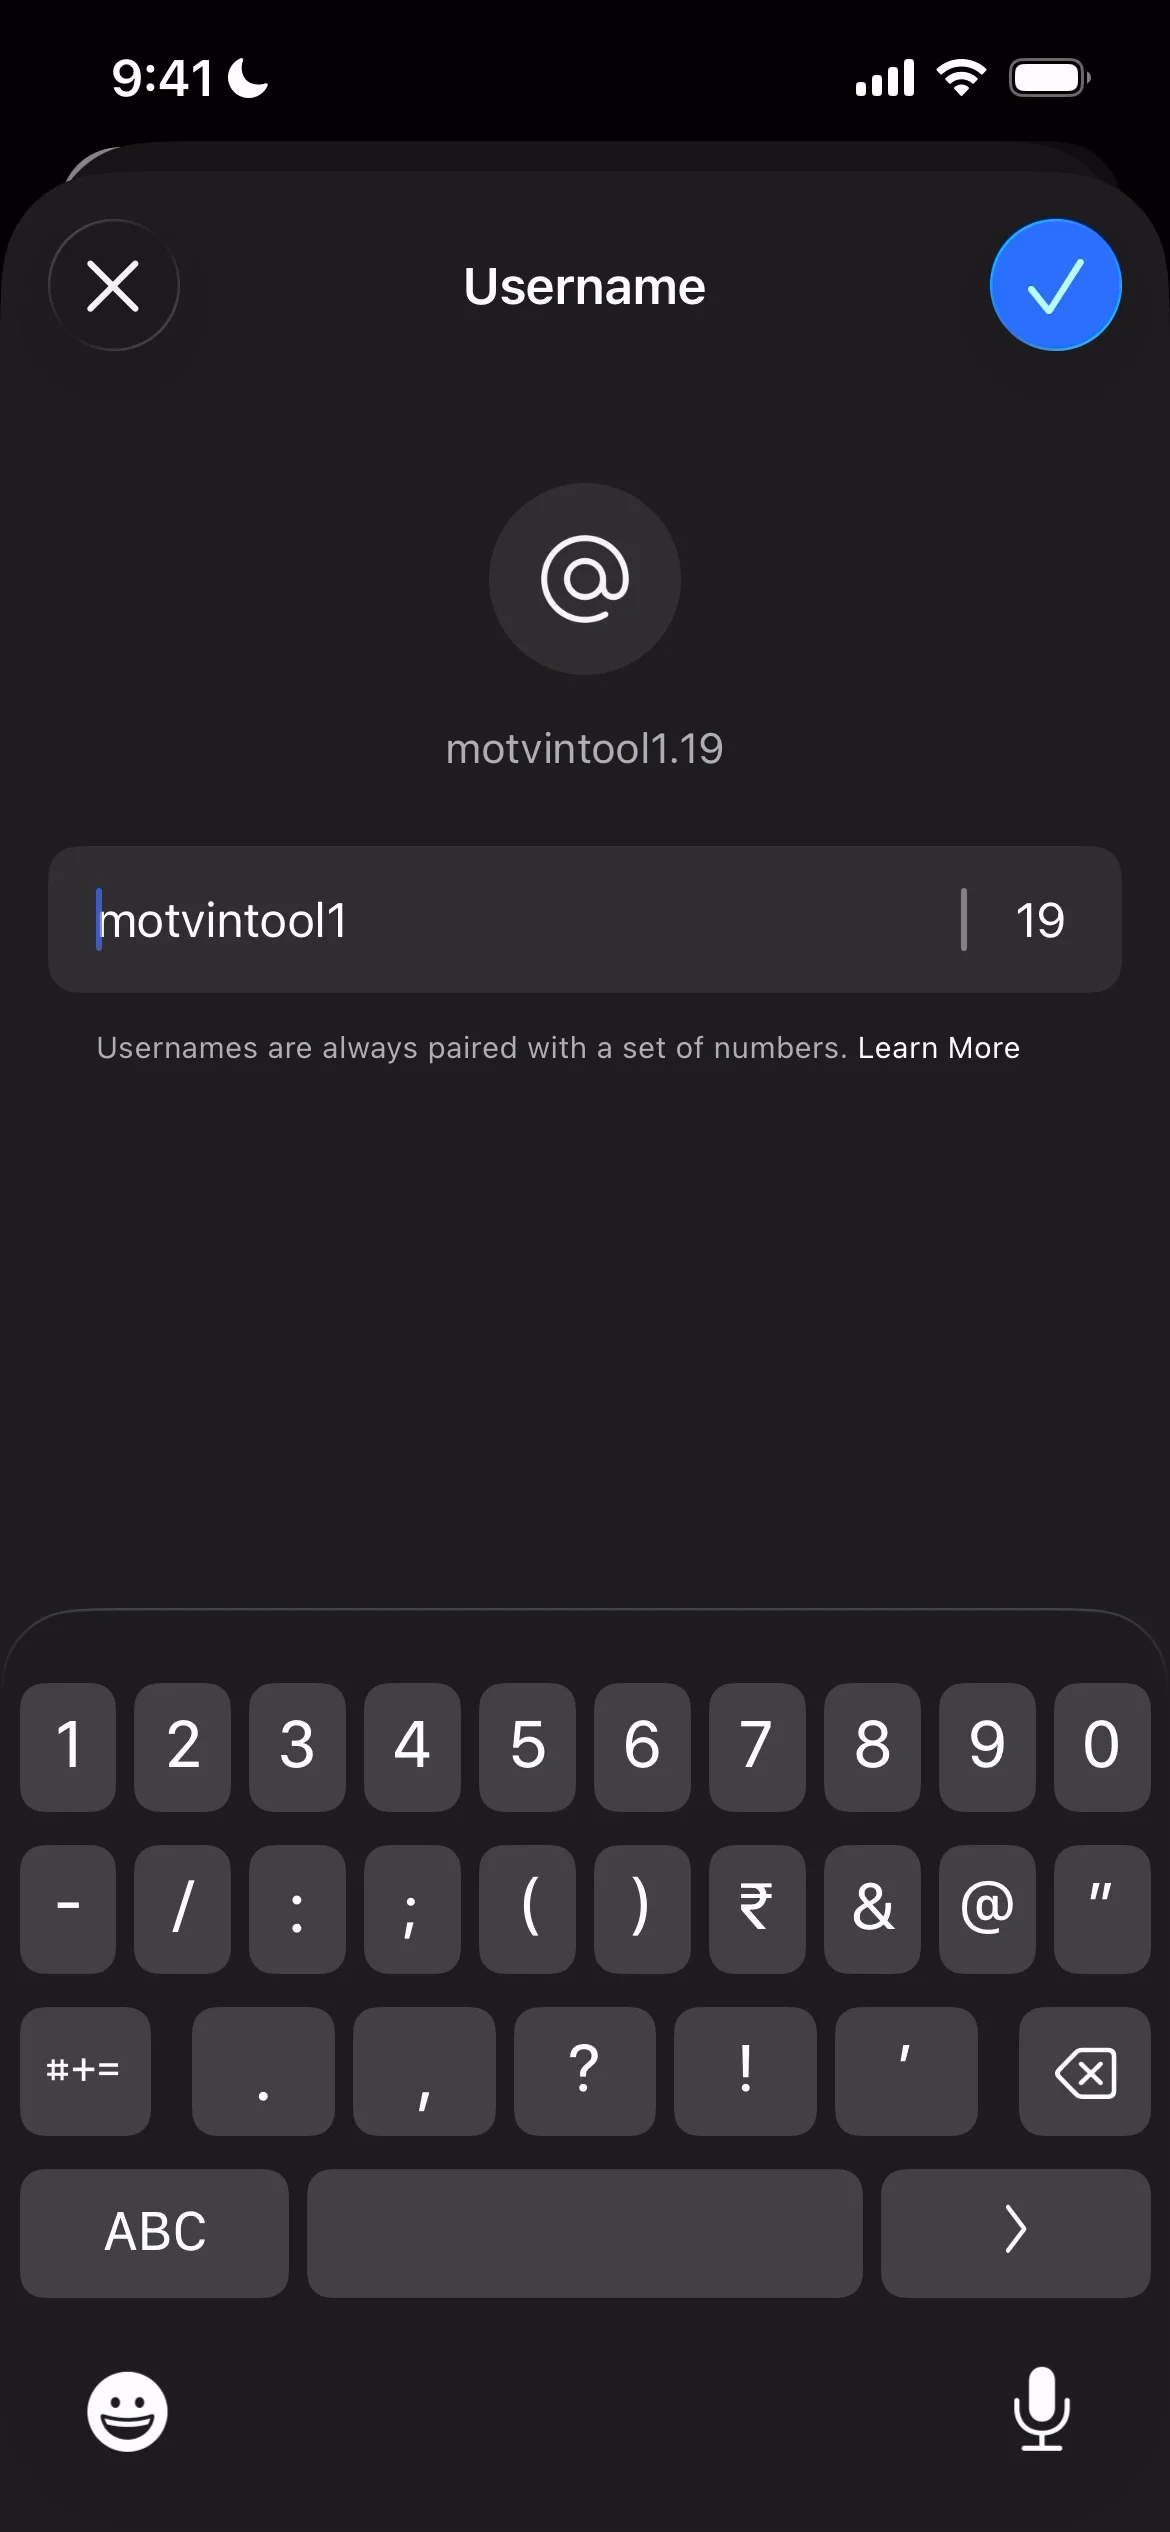 9:41
Username
@
motvintool1.19
motvintool1 | 19
Usernames are always paired with a set of numbers. Learn More
1 2 3 4 5 6 7 8 9 0
- / : ; ( ) ₹ & @ "
#+= . , ? ! '
ABC